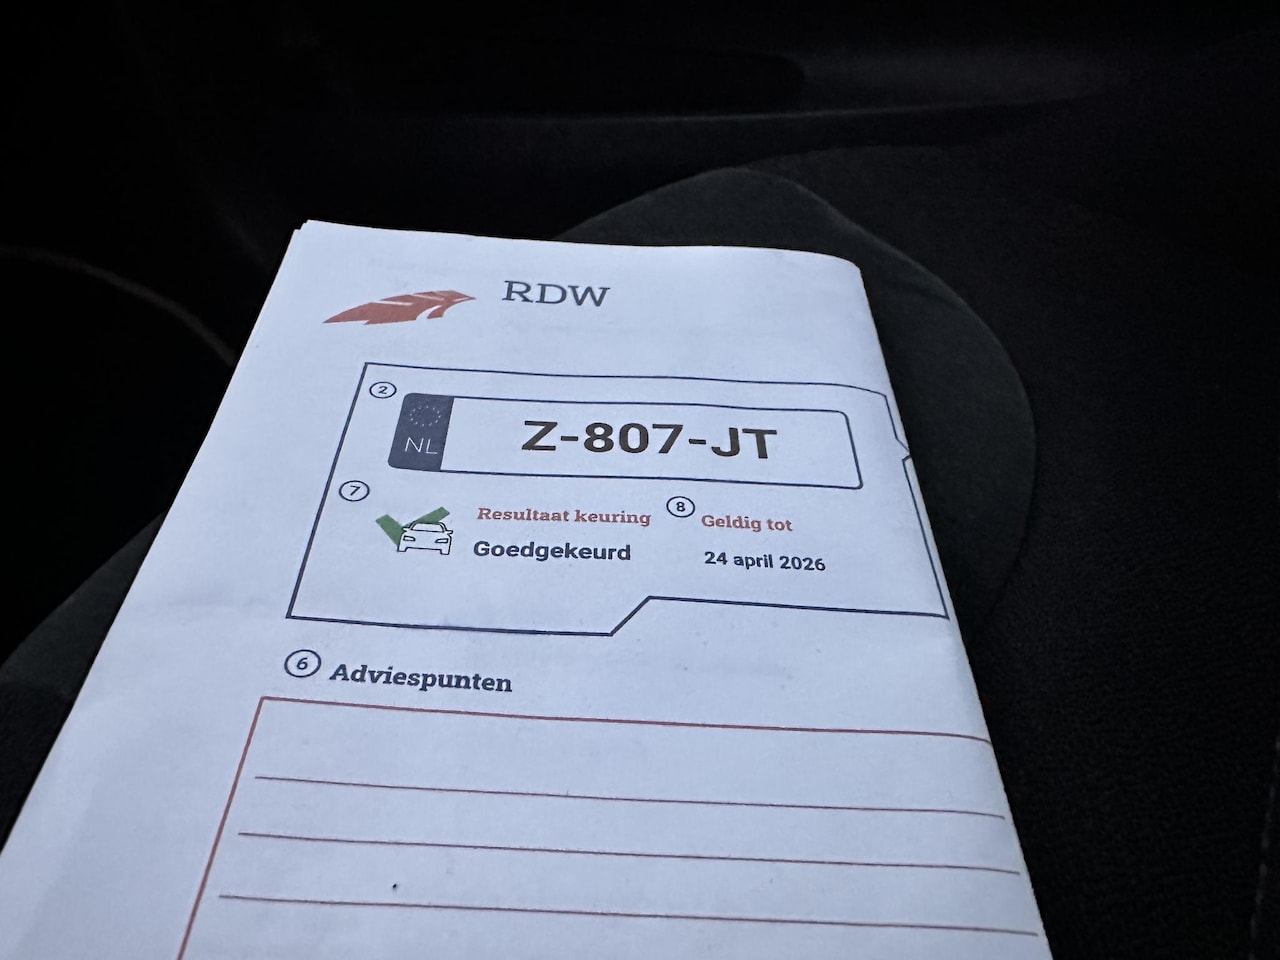 RDW
2
NL
Z-807-JT
7
Resultaat keuring
Goedgekeurd
8
Geldig tot
24 april 2026
6 Adviespunten